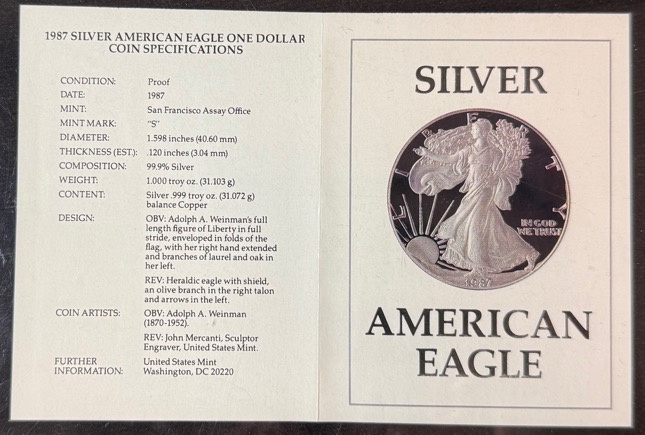 1987 SILVER AMERICAN EAGLE ONE DOLLAR
COIN SPECIFICATIONS
CONDITION: Proof
DATE: 1987
MINT: San Francisco Assay Office
MINT MARK: "S"
DIAMETER: 1.598 inches (40.60 mm)
THICKNESS (EST.): .120 inches (3.04 mm)
COMPOSITION: 99.9% Silver
WEIGHT: 1.000 troy oz. (31.103 g)
CONTENT: Silver .999 troy oz. (31.072 g)
balance Copper
DESIGN: OBV: Adolph A. Weinman's full
length figure of Liberty in full
stride, enveloped in folds of the
flag, with her right hand extended
and branches of laurel and oak in
her left.
REV: Heraldic eagle with shield,
an olive branch in the right talon
and arrows in the left.
COIN ARTISTS: OBV: Adolph A. Weinman
(1870-1952).
REV: John Mercanti, Sculptor
Engraver, United States Mint.
FURTHER United States Mint
INFORMATION: Washington, DC 20220
SILVER
LIBERTY
IN GOD
WE TRUST
1987
AMERICAN
EAGLE